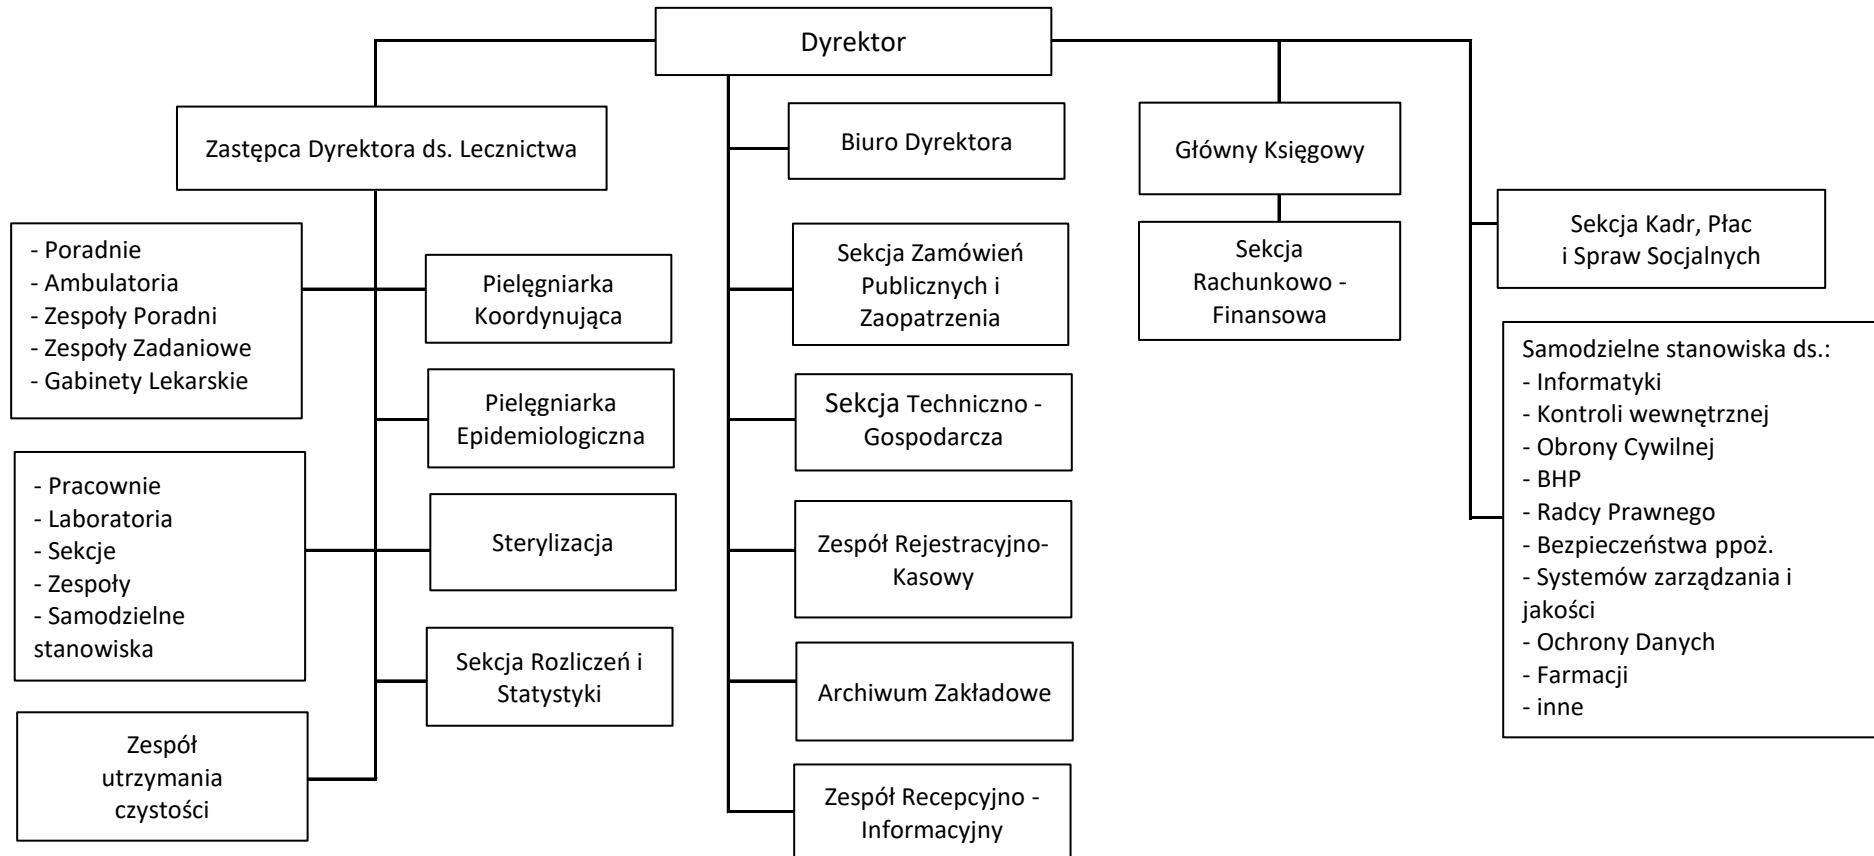 Dyrektor
Zastępca Dyrektora ds. Lecznictwa
- Poradnie
- Ambulatoria
- Zespoły Poradni
- Zespoły Zadaniowe
- Gabinety Lekarskie
- Pracownie
- Laboratoria
- Sekcje
- Zespoły
- Samodzielne
stanowiska
Zespół
utrzymania
czystości
Pielęgniarka
Koordynująca
Pielęgniarka
Epidemiologiczna
Sterylizacja
Sekcja Rozliczeń i
Statystyki
Biuro Dyrektora
Sekcja Zamówień
Publicznych i
Zaopatrzenia
Sekcja Techniczno -
Gospodarcza
Zespół Rejestracyjno-
Kasowy
Archiwum Zakładowe
Zespół Recepcyjno -
Informacyjny
Główny Księgowy
Sekcja
Rachunkowo -
Finansowa
Sekcja Kadr, Płac
i Spraw Socjalnych
Samodzielne stanowiska ds.:
- Informatyki
- Kontroli wewnętrznej
- Obrony Cywilnej
- BHP
- Radcy Prawnego
- Bezpieczeństwa ppoż.
- Systemów zarządzania i
jakości
- Ochrony Danych
- Farmacji
- inne